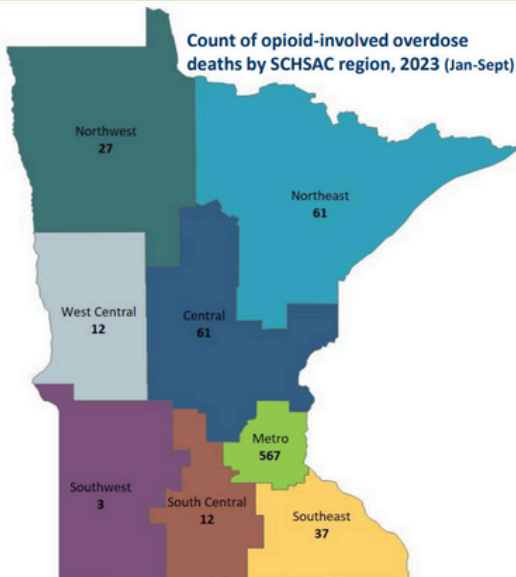 Count of opioid-involved overdose
deaths by SCHSAC region, 2023 (Jan-Sept)
Northwest
27
Northeast
61
West Central
12
Central
61
Metro
567
Southwest
3
South Central
12
Southeast
37